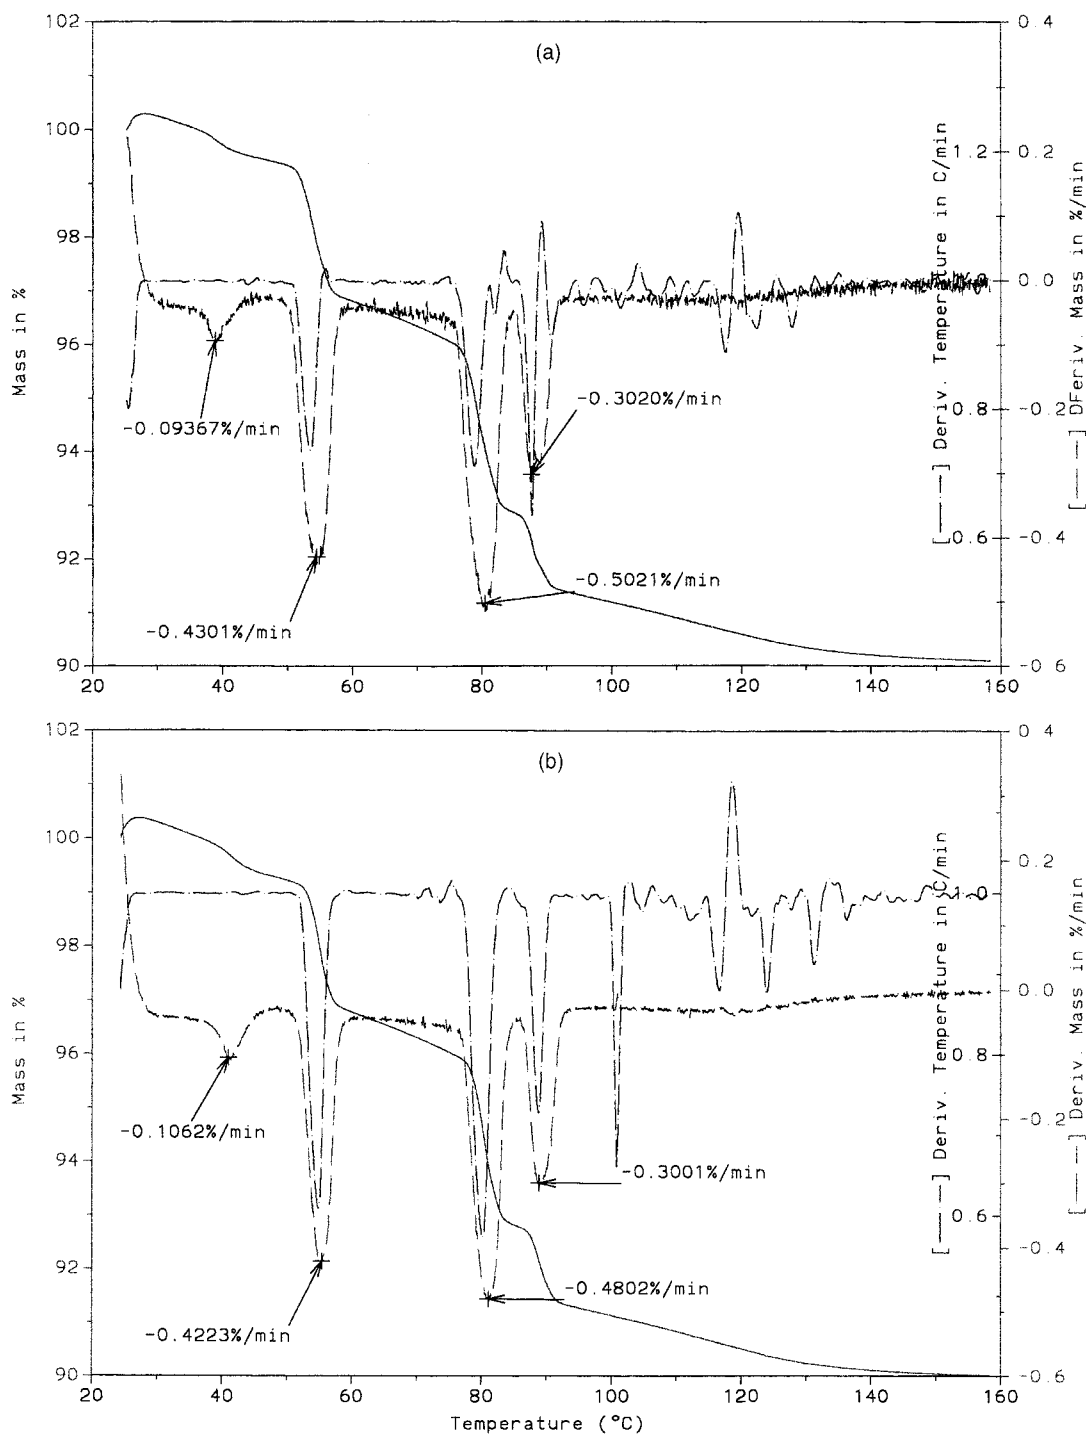 102
0.4
(a)
100
1.2
0.2
98
0.0
96
-0.3020%/min
-0.09367%/min
0.8
-0.2
94
0.6
-0.4
92
-0.5021%/min
-0.4301%/min
90
-0.6
20
40
60
80
100
120
140
160
Mass in %
[—-—] Deriv. Temperature in C/min
[— —] DFeriv. Mass in %/min
102
0.4
(b)
100
0.2
1.0
98
0.0
96
0.8
-0.1062%/min
-0.2
94
-0.3001%/min
0.6
-0.4
92
-0.4802%/min
-0.4223%/min
90
-0.6
20
40
60
80
100
120
140
160
Mass in %
[—-—] Deriv. Temperature in C/min
[— —] Deriv. Mass in %/min
Temperature (°C)